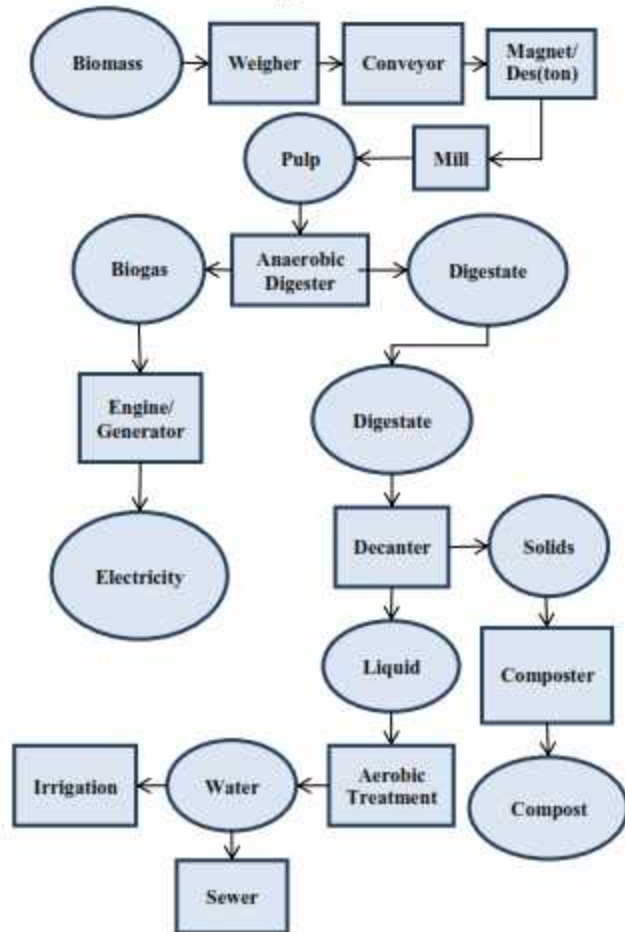 Biomass
Weigher
Conveyor
Magnet/
Des(ton)
Pulp
Mill
Biogas
Anaerobic
Digester
Digestate
Engine/
Generator
Digestate
Electricity
Decanter
Solids
Liquid
Composter
Irrigation
Water
Aerobic
Treatment
Compost
Sewer